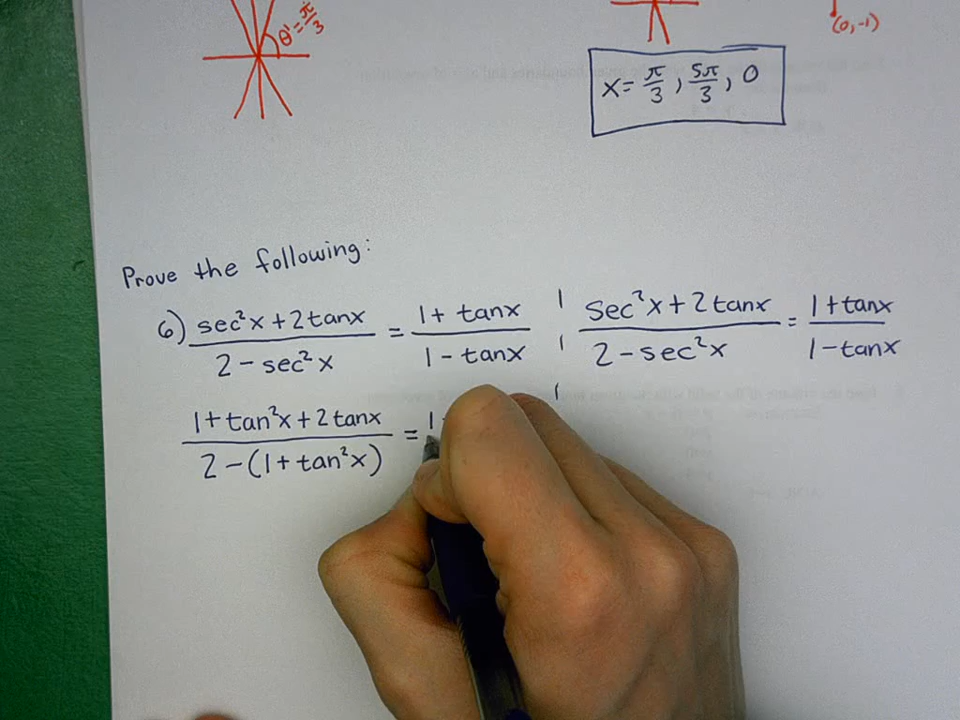 θ' = π/3
(0, -1)
x = π/3, 5π/3, 0
Prove the following:
6) (sec²x + 2tanx)/(2 - sec²x) = (1 + tanx)/(1 - tanx)
(sec²x + 2tanx)/(2 - sec²x) = (1 + tanx)/(1 - tanx)
(1 + tan²x + 2tanx)/(2 - (1 + tan²x)) = 1